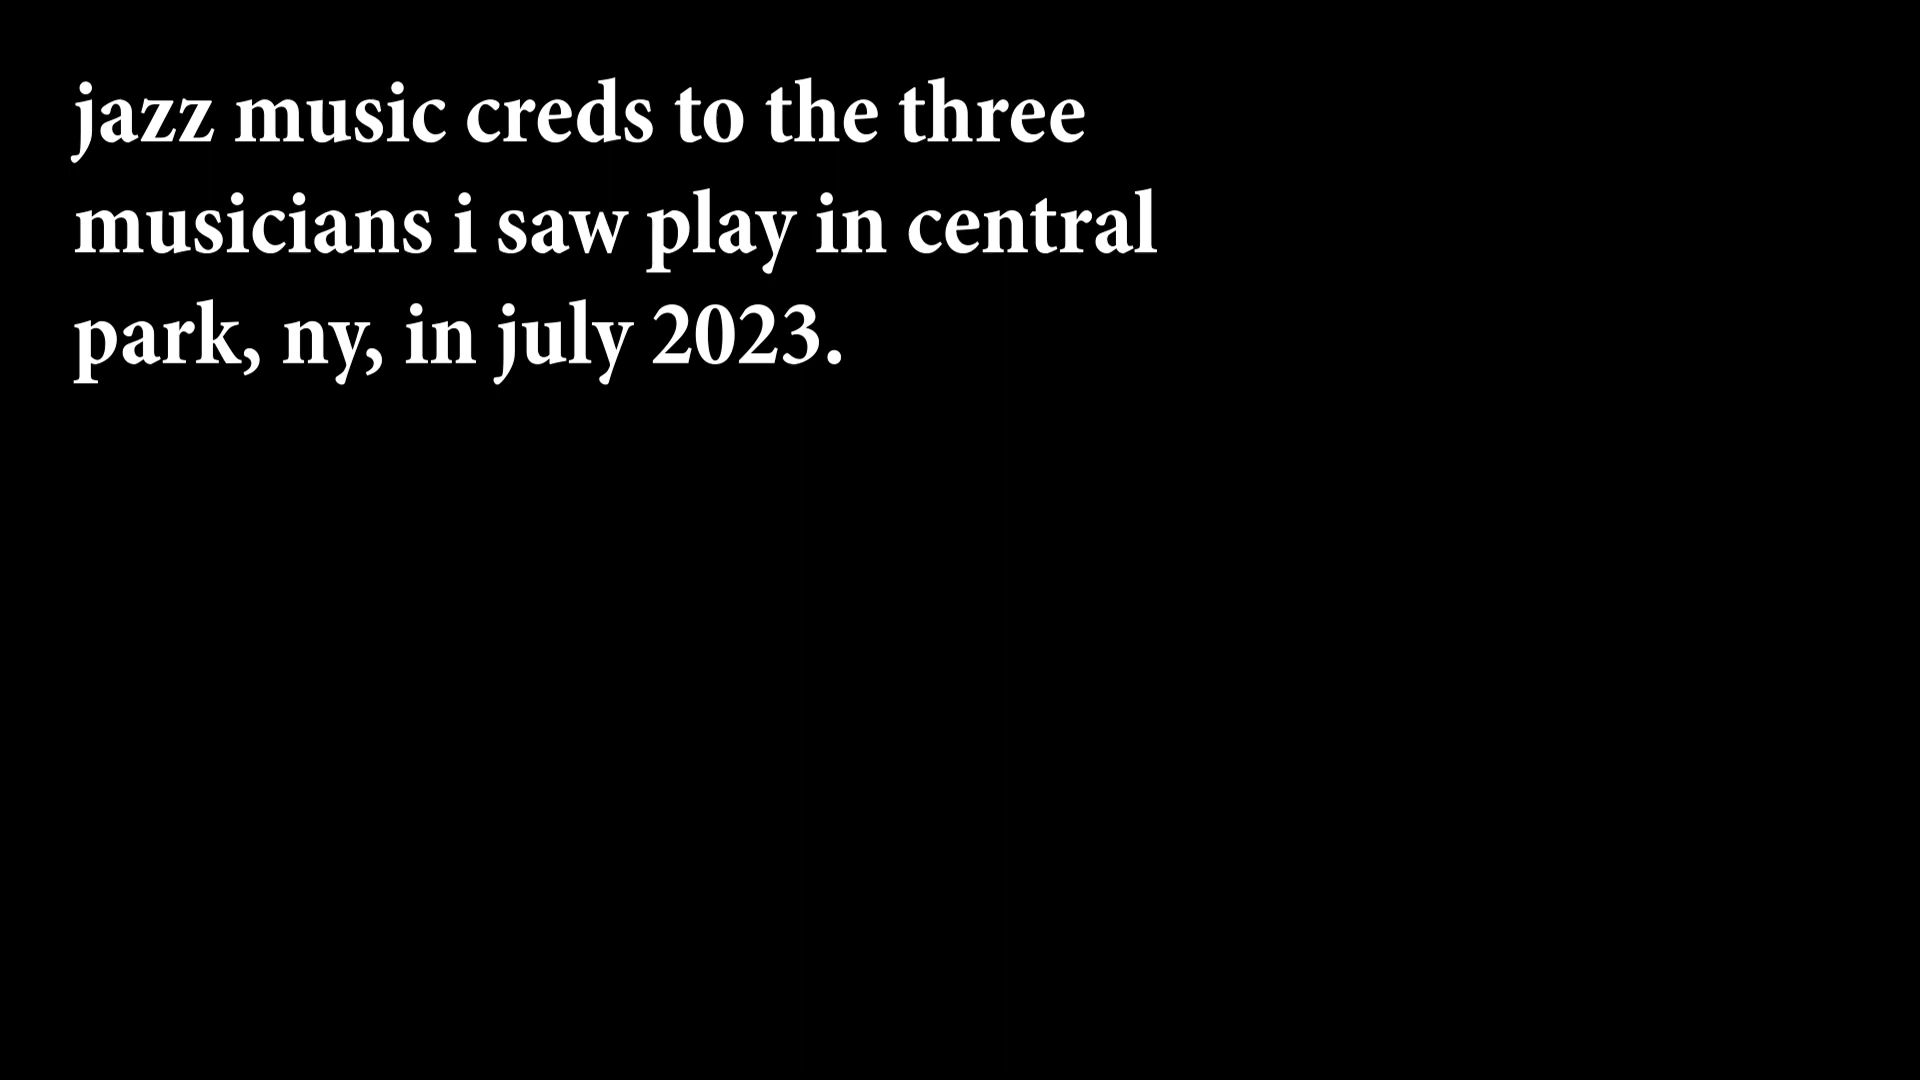 jazz music creds to the three
musicians i saw play in central
park, ny, in july 2023.